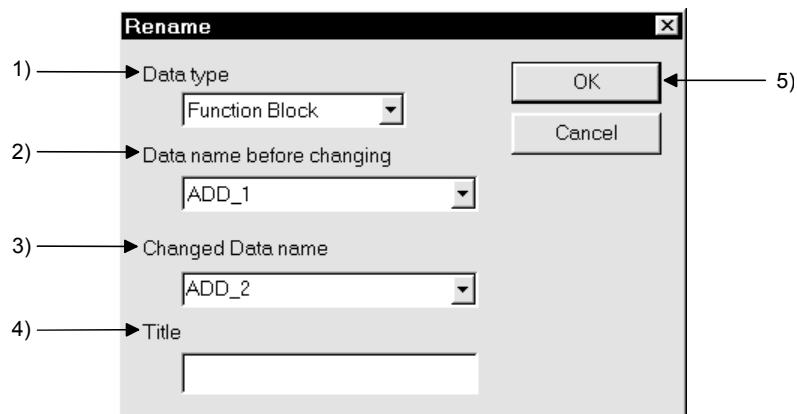 Rename
1)
Data type
OK
5)
Function Block
Cancel
2)
Data name before changing
ADD_1
3)
Changed Data name
ADD_2
4)
Title